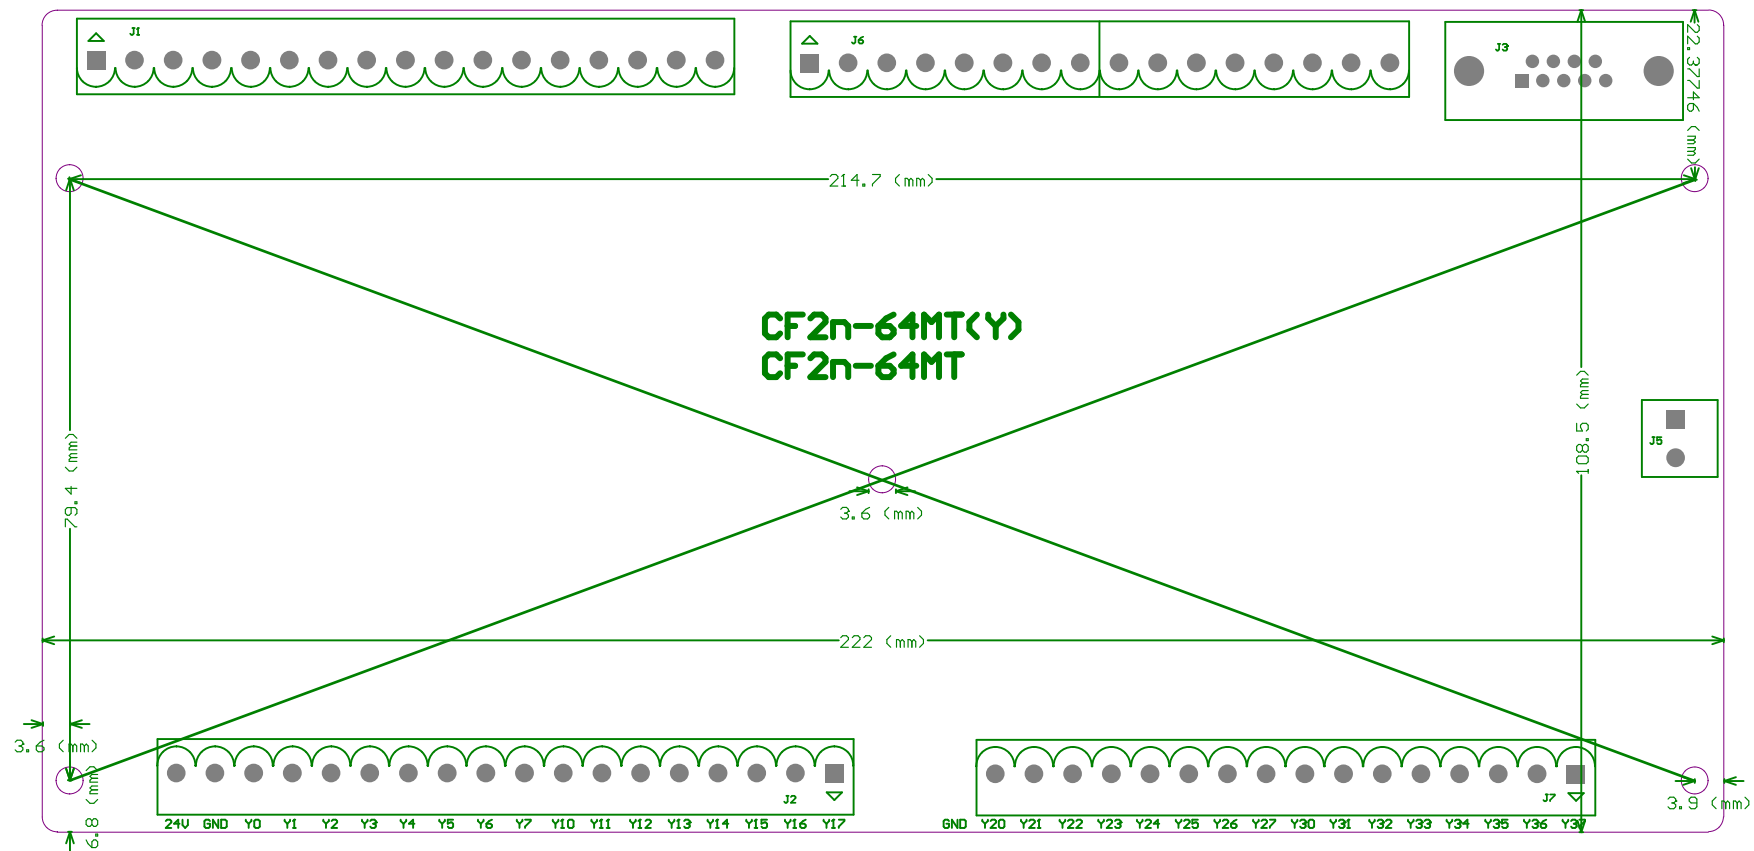 J1
J6
J3
22.37746 (mm)
214.7 (mm)
CF2n-64MT(Y)
CF2n-64MT
108.5 (mm)
J5
79.4 (mm)
3.6 (mm)
222 (mm)
3.6 (mm)
6.8 (mm)
3.9 (mm)
J2
J7
24V GND Y0 Y1 Y2 Y3 Y4 Y5 Y6 Y7 Y10 Y11 Y12 Y13 Y14 Y15 Y16 Y17
GND Y20 Y21 Y22 Y23 Y24 Y25 Y26 Y27 Y30 Y31 Y32 Y33 Y34 Y35 Y36 Y37